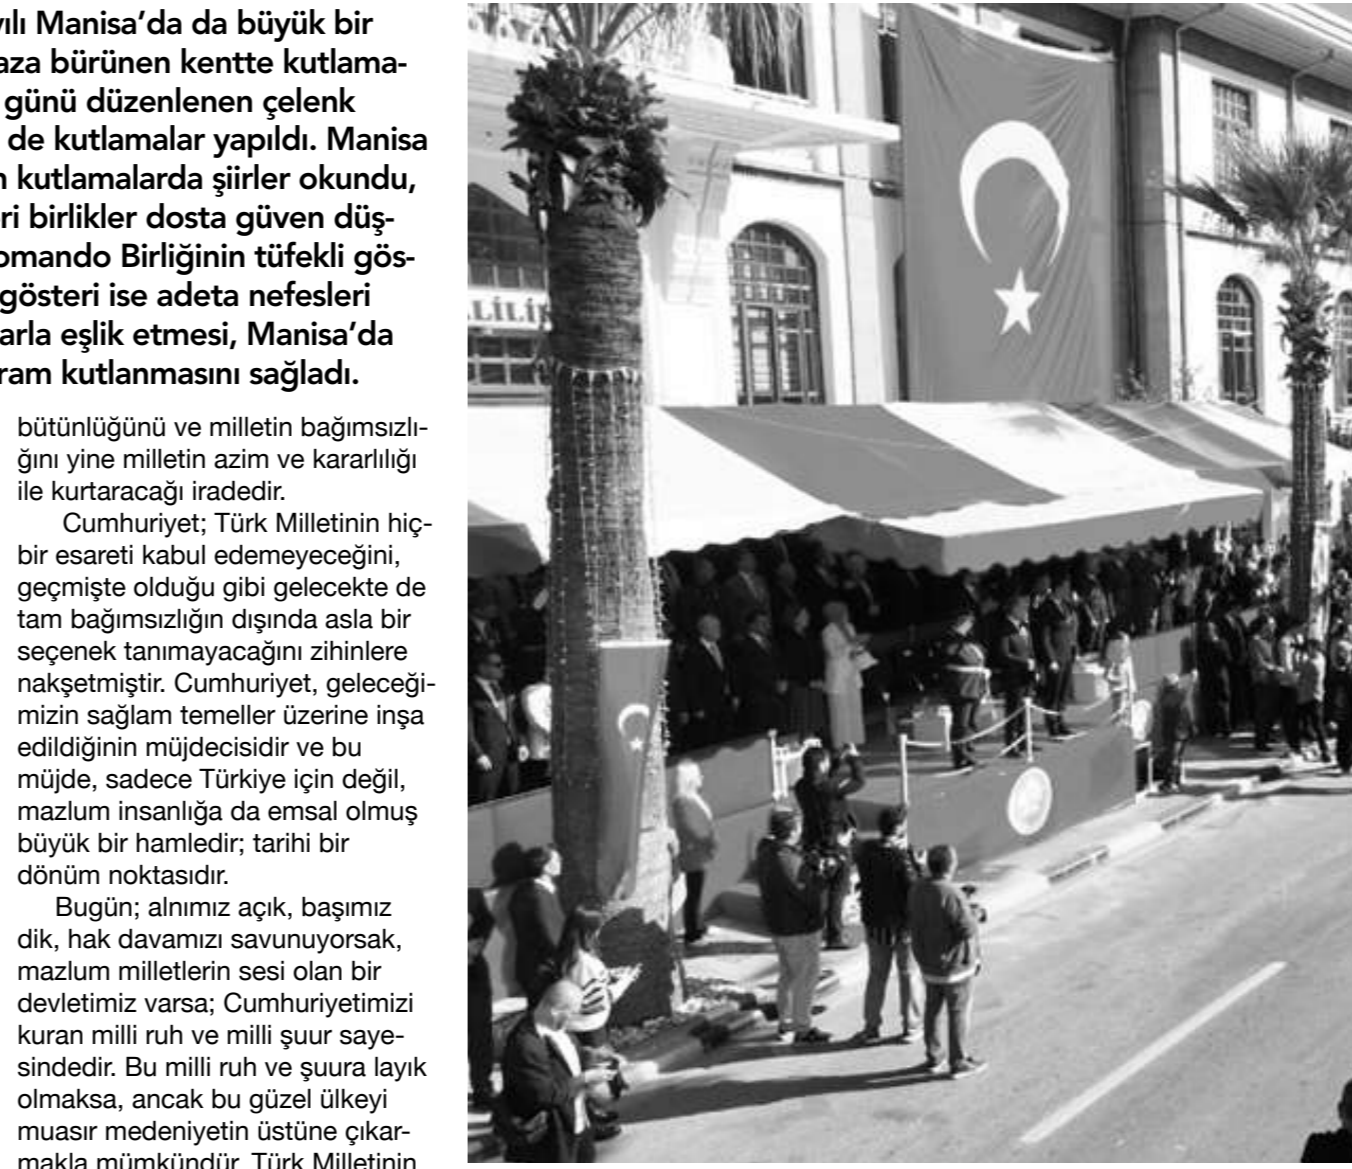 yılı Manisa’da da büyük bir
aza bürünen kentte kutlama-
günü düzenlenen çelenk
de kutlamalar yapıldı. Manisa
n kutlamalarda şiirler okundu,
ri birlikler dosta güven düş-
omando Birliğinin tüfekli gös-
gösteri ise adeta nefesleri
arla eşlik etmesi, Manisa’da
ram kutlanmasını sağladı.
bütünlüğünü ve milletin bağımsızlı-
ğını yine milletin azim ve kararlılığı
ile kurtaracağı iradedir.
Cumhuriyet; Türk Milletinin hiç-
bir esareti kabul edemeyeceğini,
geçmişte olduğu gibi gelecekte de
tam bağımsızlığın dışında asla bir
seçenek tanımayacağını zihinlere
nakşetmiştir. Cumhuriyet, geleceği-
mizin sağlam temeller üzerine inşa
edildiğinin müjdecisidir ve bu
müjde, sadece Türkiye için değil,
mazlum insanlığa da emsal olmuş
büyük bir hamledir; tarihi bir
dönüm noktasıdır.
Bugün; alnımız açık, başımız
dik, hak davamızı savunuyorsak,
mazlum milletlerin sesi olan bir
devletimiz varsa; Cumhuriyetimizi
kuran milli ruh ve milli şuur saye-
sindedir. Bu milli ruh ve şuura layık
olmaksa, ancak bu güzel ülkeyi
muasır medeniyetin üstüne çıkar-
makla mümkündür. Türk Milletinin